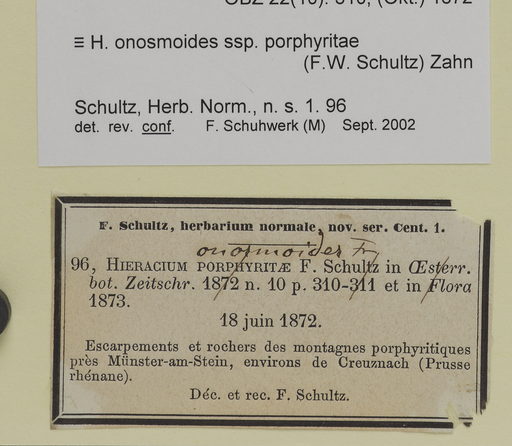 ÖBZ 22(10): 310, (Okt.) 1872
≡ H. onosmoides ssp. porphyritae
(F.W. Schultz) Zahn
Schultz, Herb. Norm., n. s. 1. 96
det. rev. conf. F. Schuhwerk (M) Sept. 2002
F. Schultz, herbarium normale, nov. ser. Cent. 1.
onosmoides Fr
96, HIERACIUM PORPHYRITÆ F. Schultz in Œsterr.
bot. Zeitschr. 1872 n. 10 p. 310-311 et in Flora
1873.
18 juin 1872.
Escarpements et rochers des montagnes porphyritiques
près Münster-am-Stein, environs de Creuznach (Prusse
rhénane).
Déc. et rec. F. Schultz.